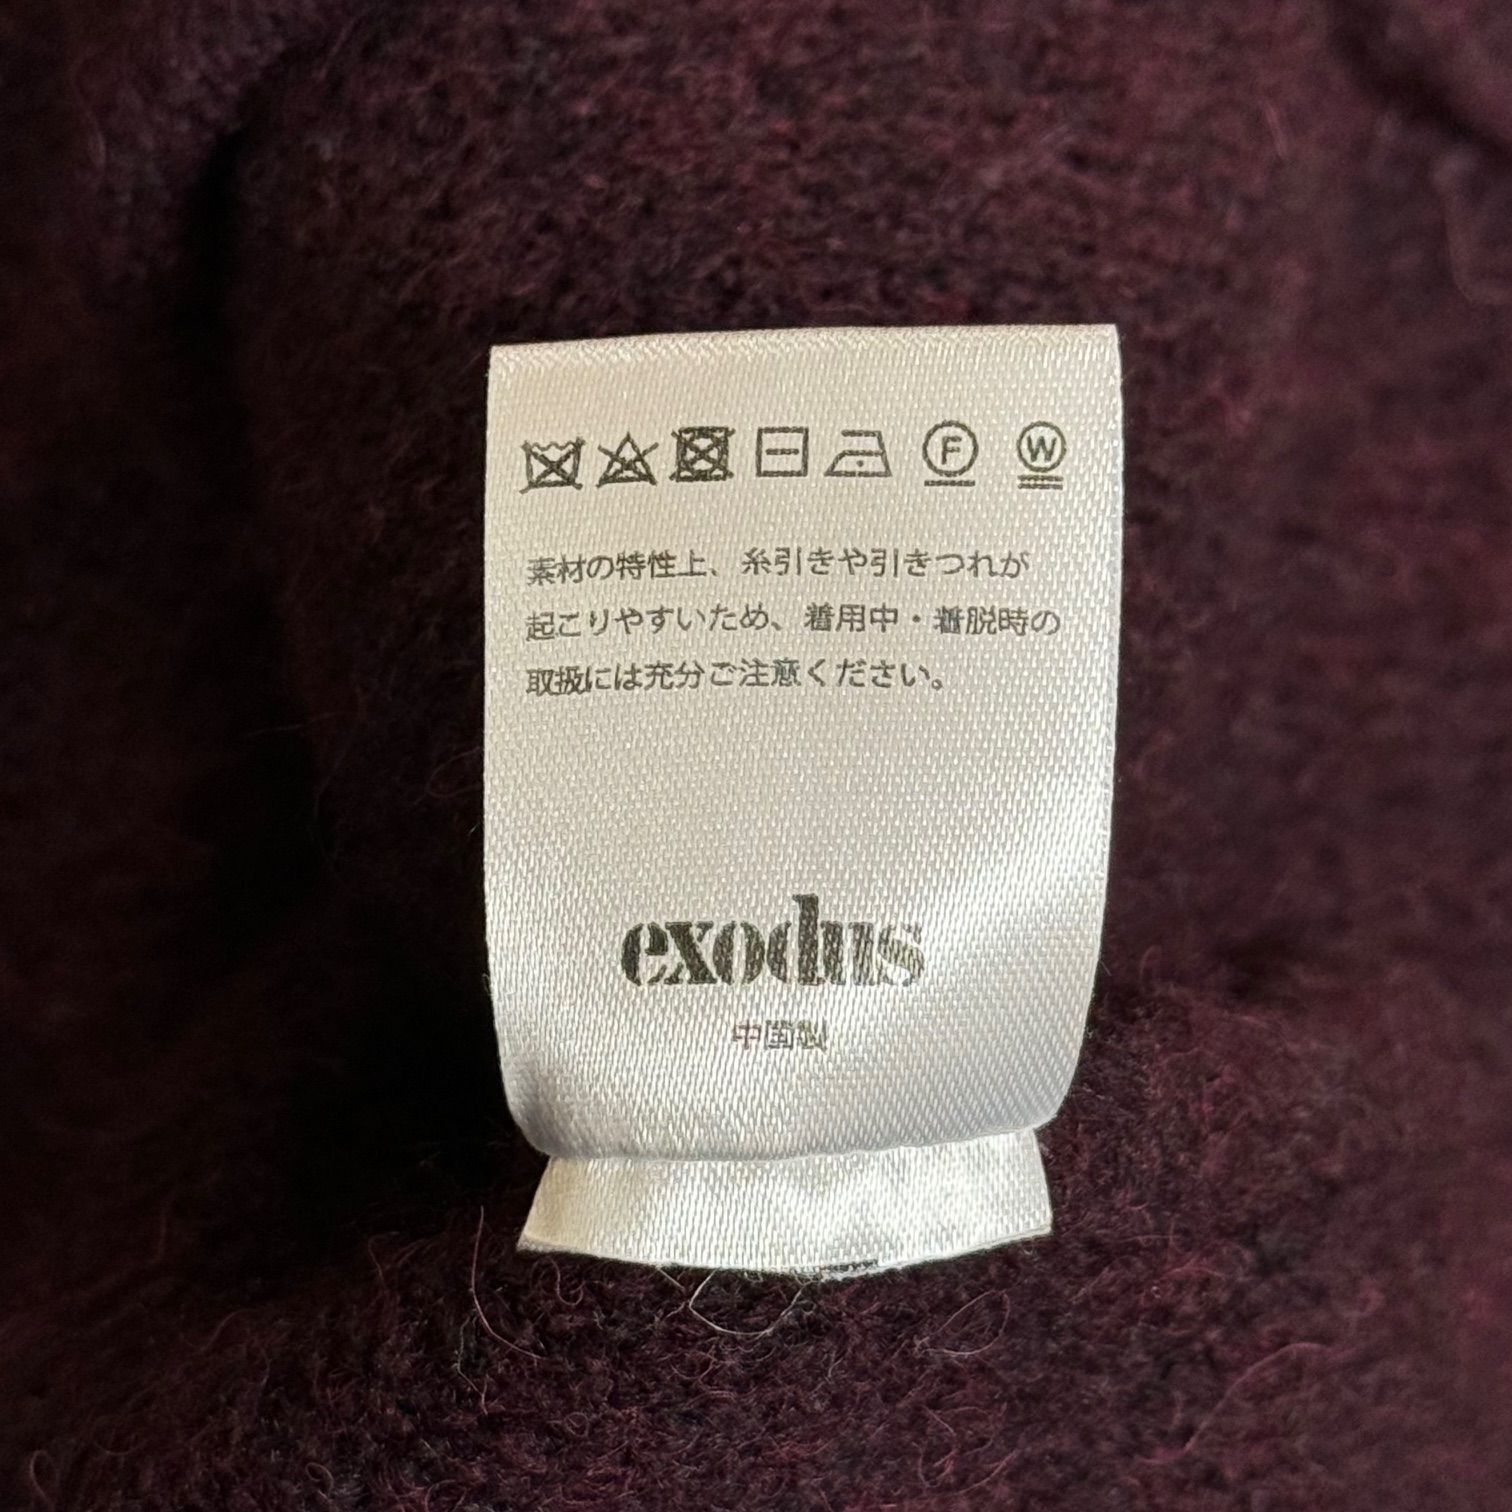 F W
素材の特性上、糸引きや引きつれが
起こりやすいため、着用中・着脱時の
取扱には充分ご注意ください。
exodus
中国製